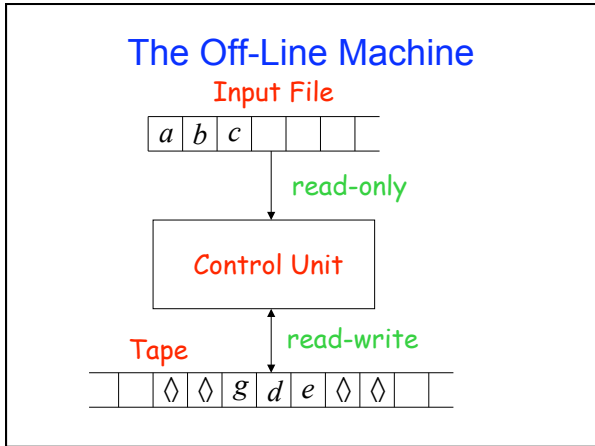 The Off-Line Machine
Input File
a b c
read-only
Control Unit
read-write
Tape
◊ ◊ g d e ◊ ◊